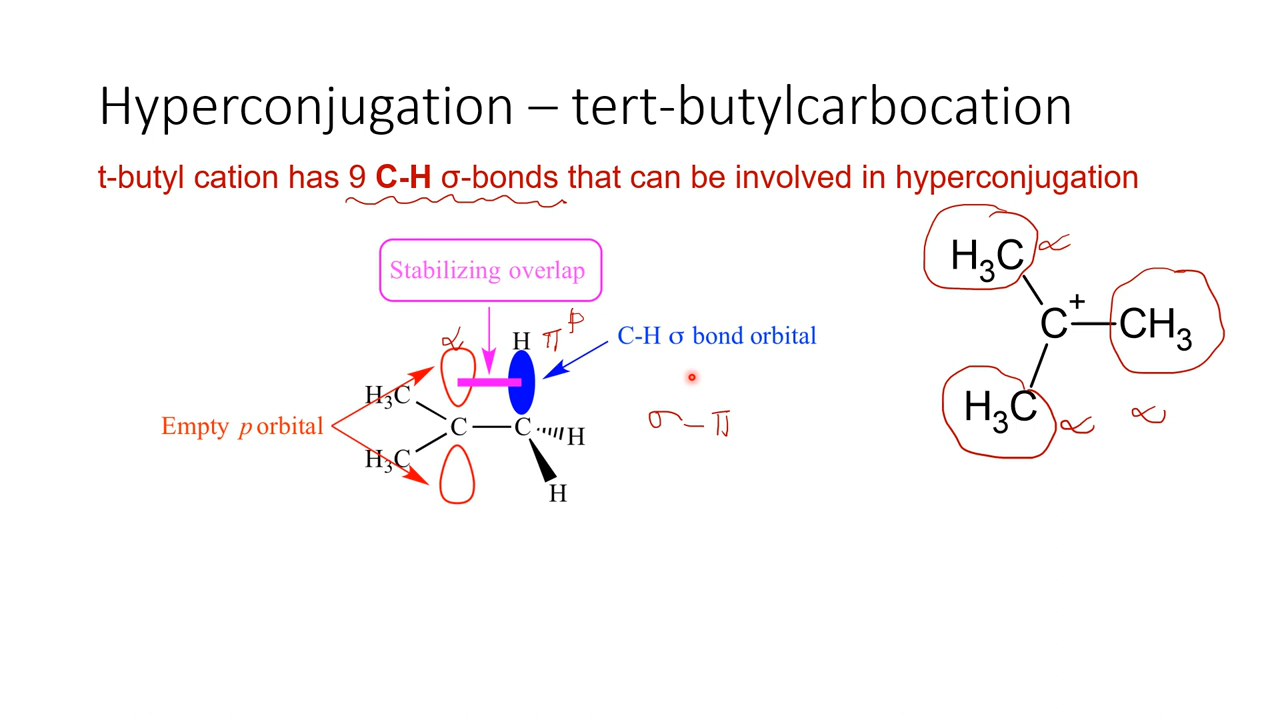 Hyperconjugation – tert-butylcarbocation
t-butyl cation has 9 C-H σ-bonds that can be involved in hyperconjugation
Stabilizing overlap
H₃C ∝
C⁺—CH₃
H₃C ∝ ∝
∝ H π p
C-H σ bond orbital
H₃C
Empty p orbital
C C H
σ – π
H₃C
H